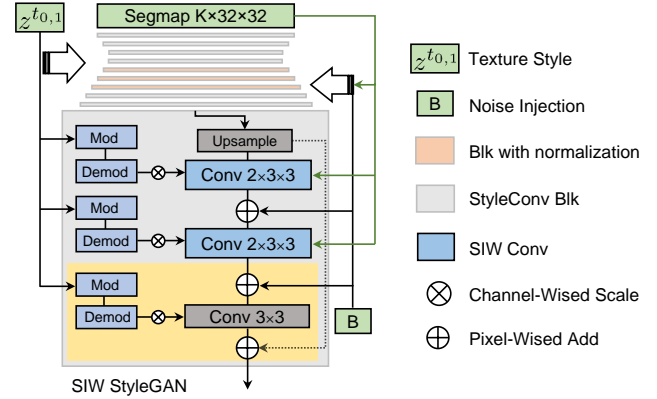 z^{t_{0,1}}
Segmap K×32×32
z^{t_{0,1}} Texture Style
B Noise Injection
Blk with normalization
StyleConv Blk
SIW Conv
Channel-Wised Scale
Pixel-Wised Add
Upsample
Mod
Demod
Conv 2×3×3
Mod
Demod
Conv 2×3×3
Mod
Demod
Conv 3×3
B
SIW StyleGAN